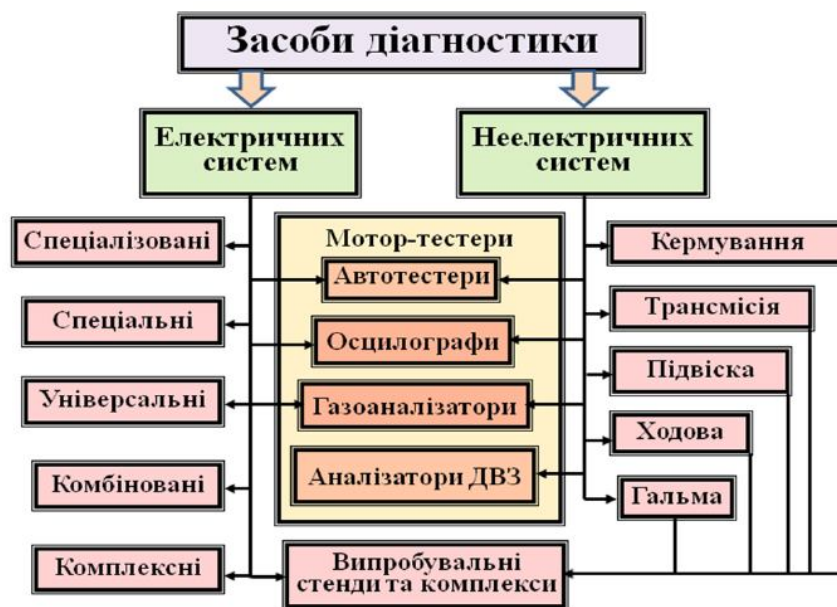 Засоби діагностики
Електричних
систем
Неелектричних
систем
Спеціалізовані
Спеціальні
Універсальні
Комбіновані
Комплексні
Мотор-тестери
Автотестери
Осцилографи
Газоаналізатори
Аналізатори ДВЗ
Випробувальні
стенди та комплекси
Кермування
Трансмісія
Підвіска
Ходова
Гальма